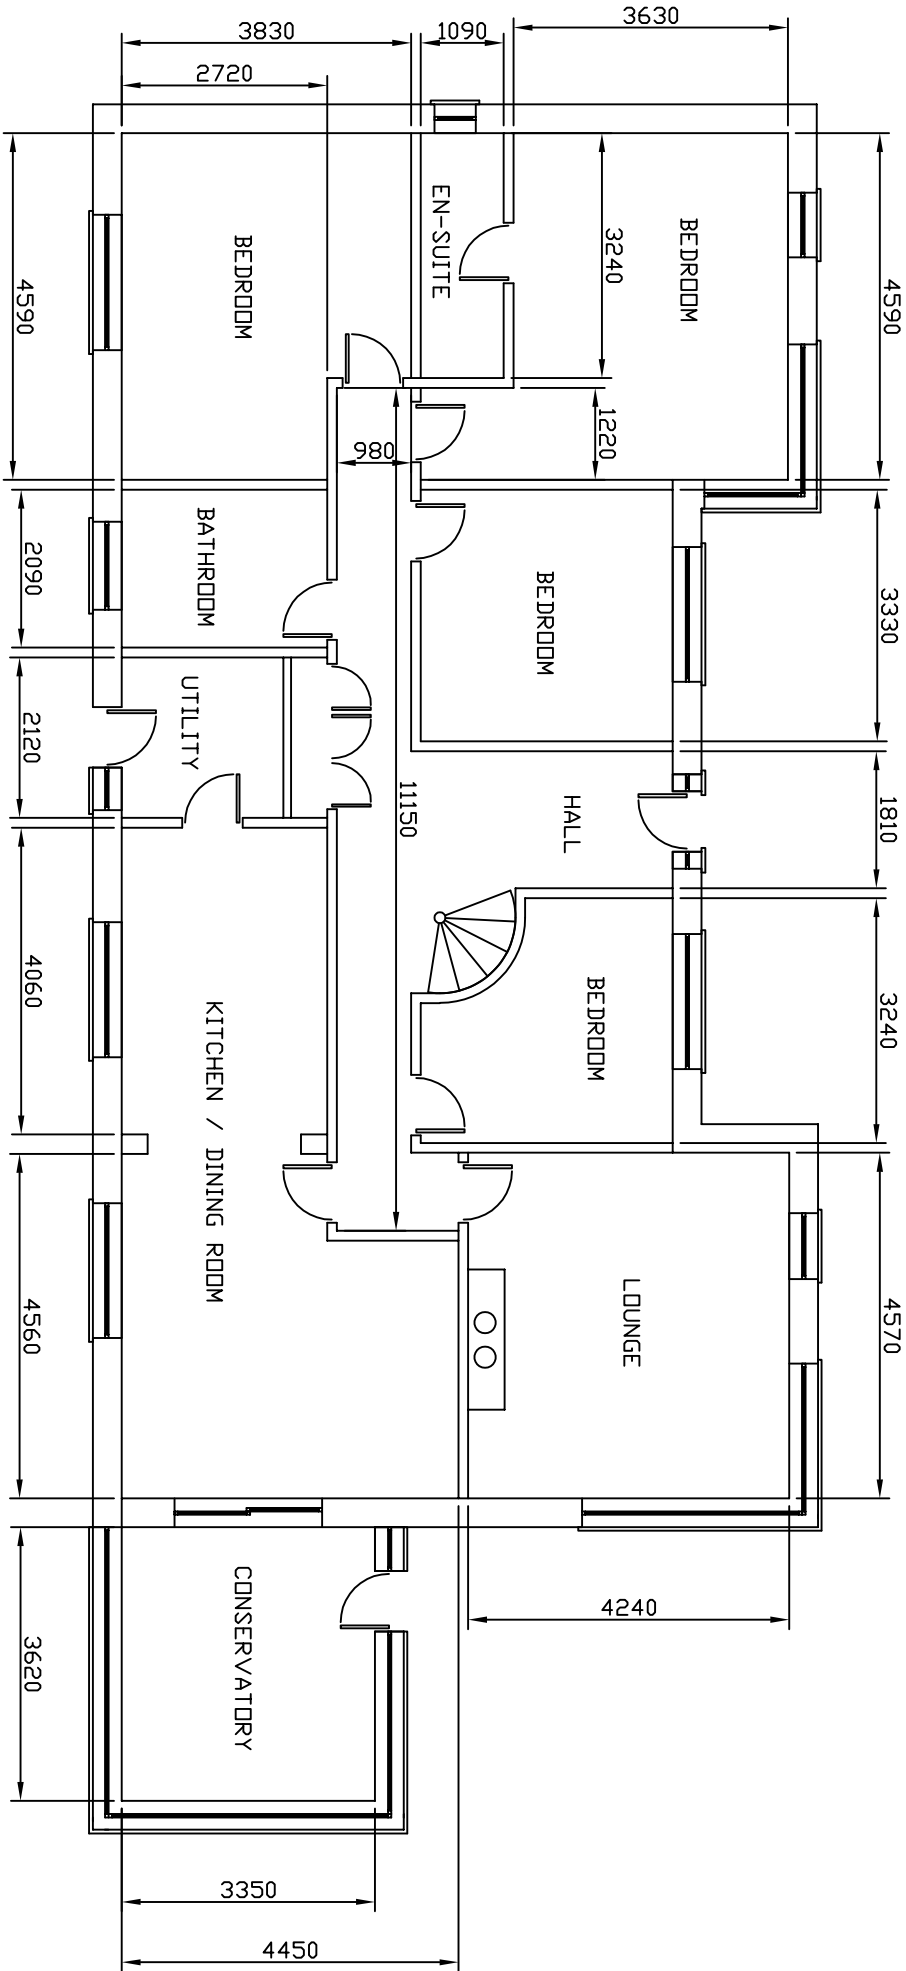 3630
1090
3830
2720
4590
3240
BEDROOM
EN-SUITE
BEDROOM
4590
1220
980
BATHROOM
2090
BEDROOM
3330
UTILITY
2120
11150
HALL
1810
4060
KITCHEN / DINING ROOM
BEDROOM
3240
4560
LOUNGE
4570
4240
CONSERVATORY
3620
3350
4450